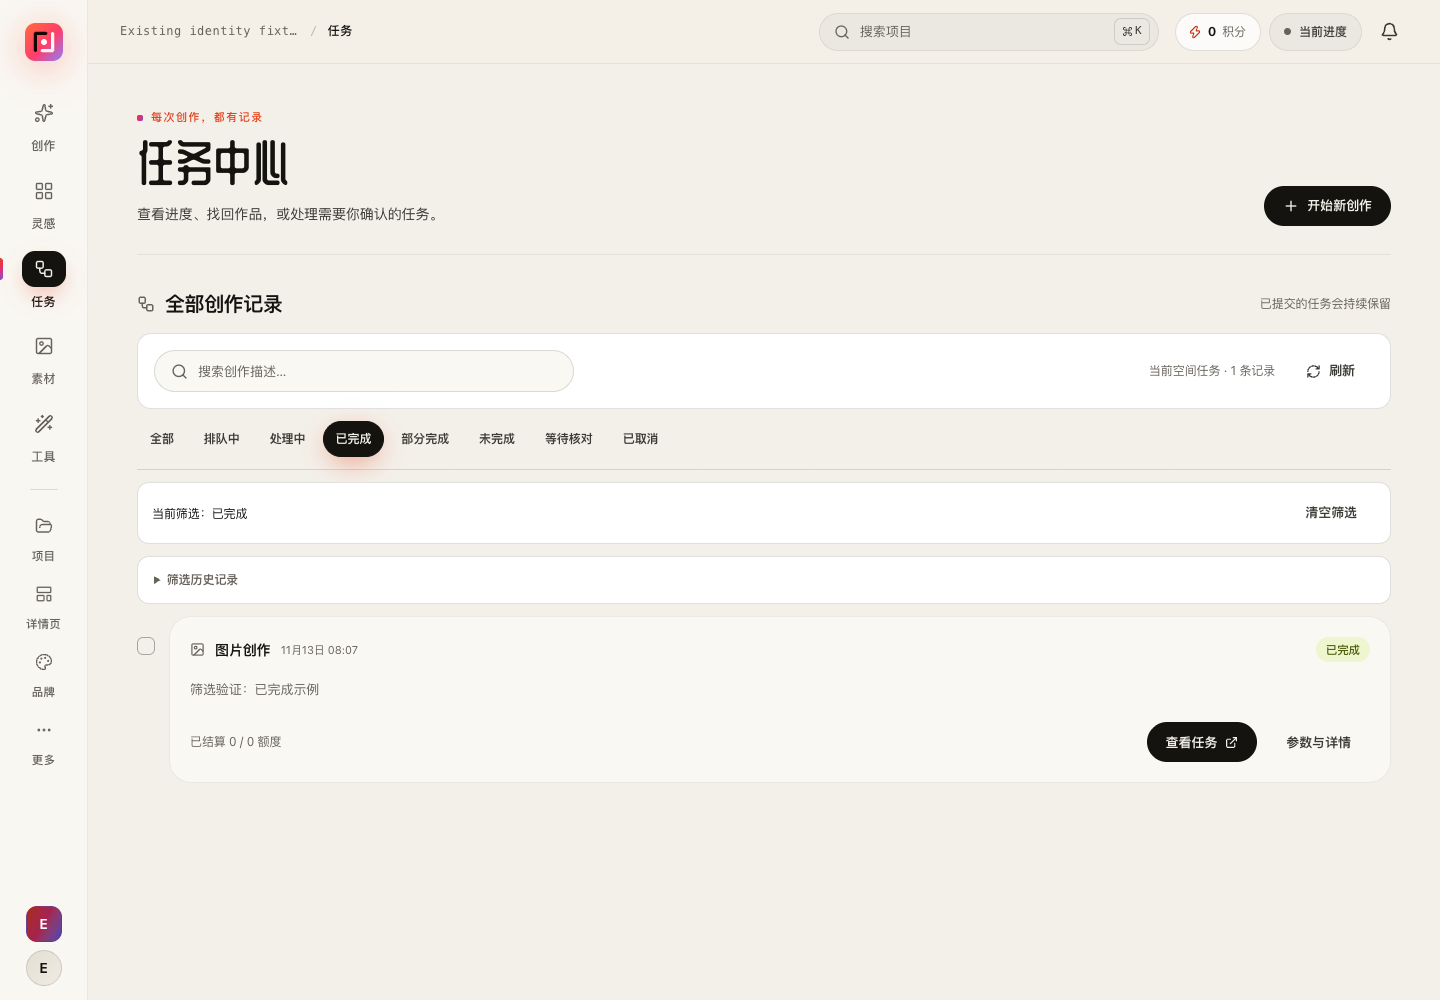 Existing identity fixt… / 任务
搜索项目
⌘K
0 积分
当前进度
创作
灵感
任务
素材
工具
项目
详情页
品牌
更多
E
E
每次创作，都有记录
任务中心
查看进度、找回作品，或处理需要你确认的任务。
开始新创作
全部创作记录
已提交的任务会持续保留
搜索创作描述...
当前空间任务 · 1 条记录
刷新
全部 排队中 处理中 已完成 部分完成 未完成 等待核对 已取消
当前筛选：已完成
清空筛选
筛选历史记录
图片创作 11月13日 08:07
已完成
筛选验证：已完成示例
已结算 0 / 0 额度
查看任务
参数与详情